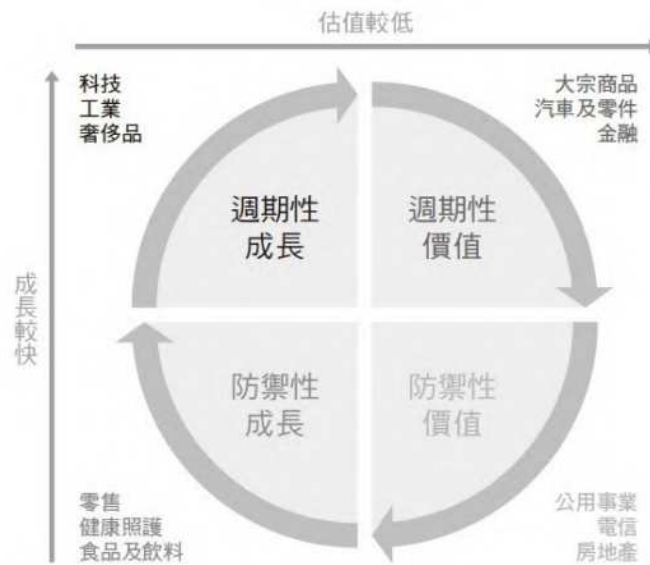 估值較低
科技
工業
奢侈品
大宗商品
汽車及零件
金融
週期性
成長
週期性
價值
成長較快
防禦性
成長
防禦性
價值
零售
健康照護
食品及飲料
公用事業
電信
房地產